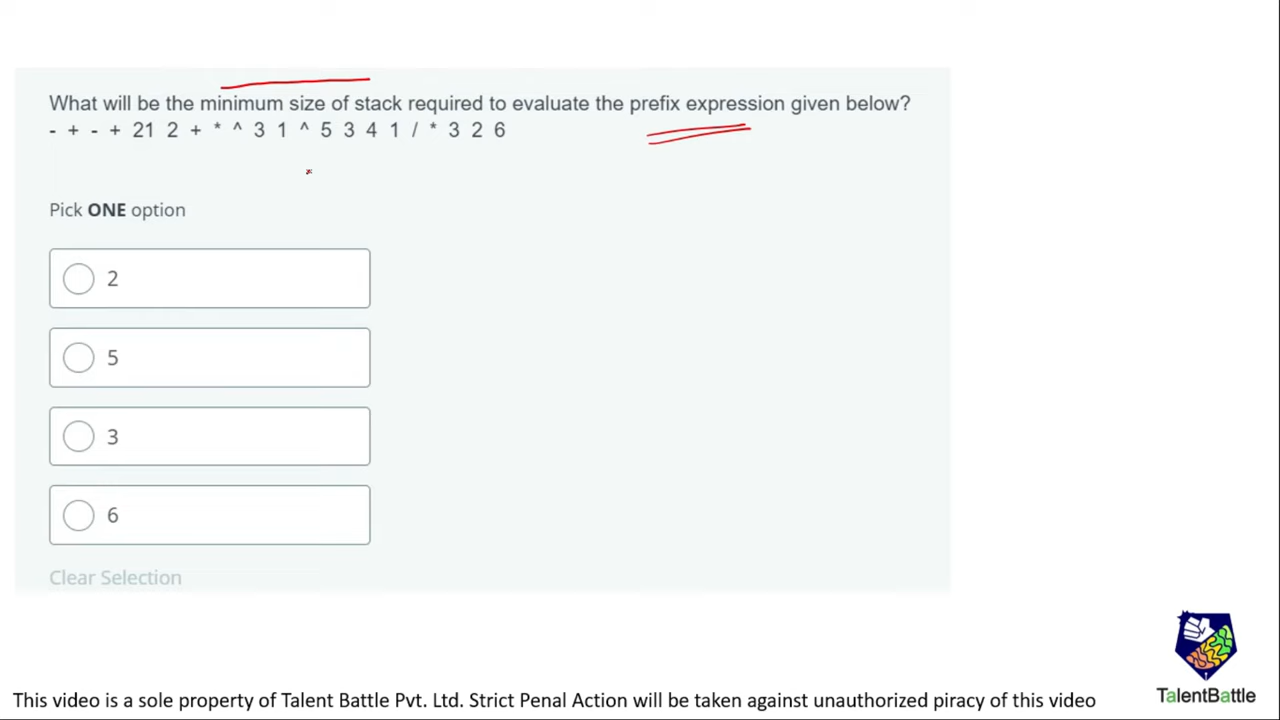 What will be the minimum size of stack required to evaluate the prefix expression given below?
- + - + 21 2 + * ^ 3 1 ^ 5 3 4 1 / * 3 2 6
Pick ONE option
2
5
3
6
Clear Selection
TalentBattle
This video is a sole property of Talent Battle Pvt. Ltd. Strict Penal Action will be taken against unauthorized piracy of this video